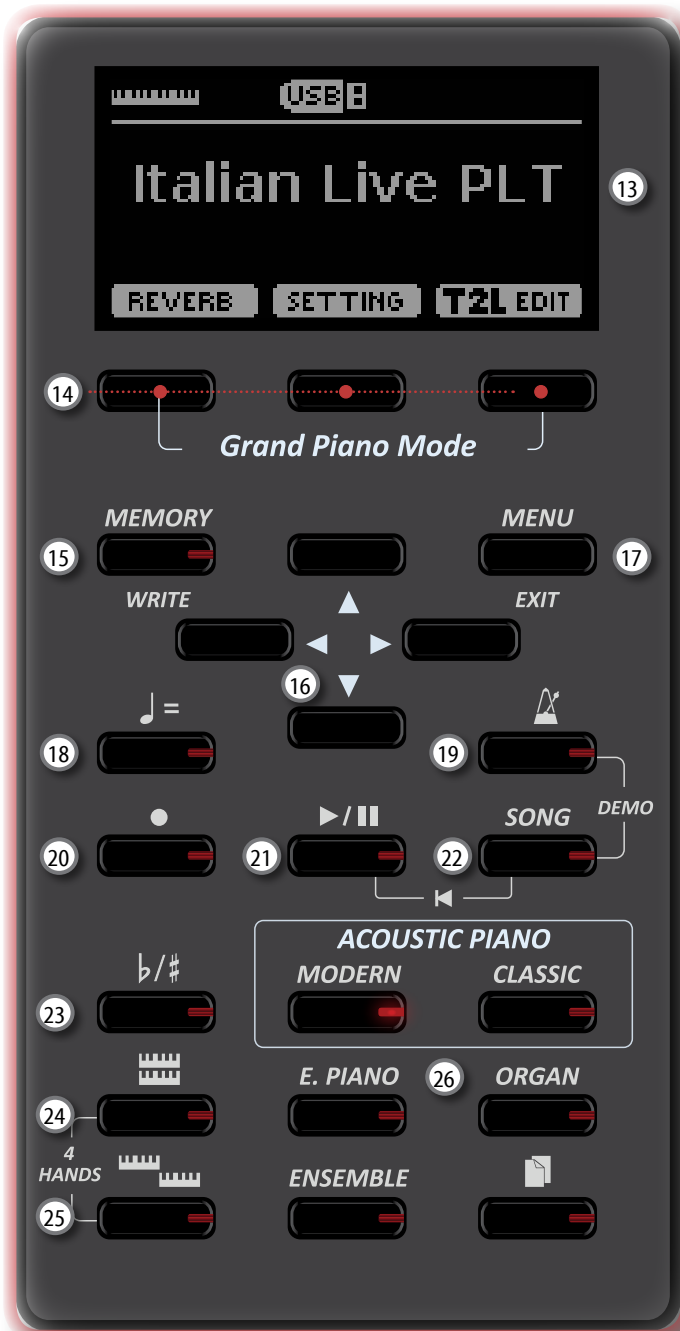 USB
Italian Live PLT
13
REVERB SETTING T2L EDIT
14
Grand Piano Mode
MEMORY MENU
15 17
WRITE EXIT
▲
◀ ▶
16 ▼
♩ =
18 19
DEMO
● ▶/❚❚ SONG
20 21 22
ACOUSTIC PIANO
♭/♯ MODERN CLASSIC
23
E. PIANO 26 ORGAN
24
4
HANDS
ENSEMBLE
25